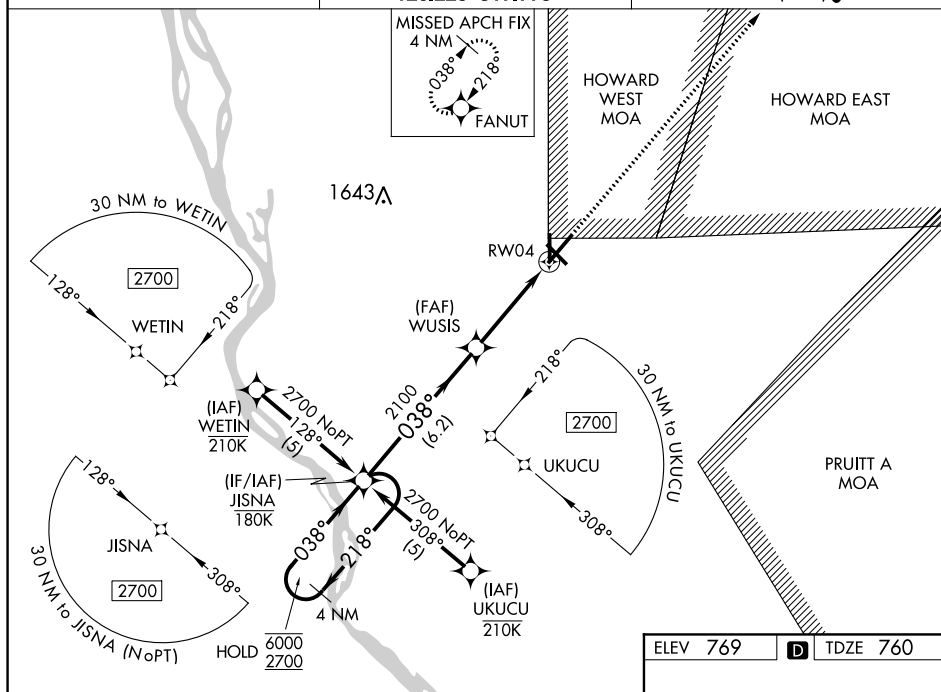 MISSED APCH FIX
4 NM
038°
218°
FANUT
HOWARD
WEST
MOA
HOWARD EAST
MOA
1643
30 NM to WETIN
2700
128°
218°
WETIN
RW04
(FAF)
WUSIS
2100
038°
(6.2)
(IAF)
WETIN
210K
2700 NoPT
128°
(5)
218°
30 NM to UKUCU
2700
UKUCU
308°
PRUITT A
MOA
(IF/IAF)
JISNA
180K
2700 NoPT
308°
(5)
128°
JISNA
308°
2700
30 NM to JISNA (NoPT)
038°
218°
4 NM
HOLD 6000
2700
(IAF)
UKUCU
210K
ELEV 769
D
TDZE 760